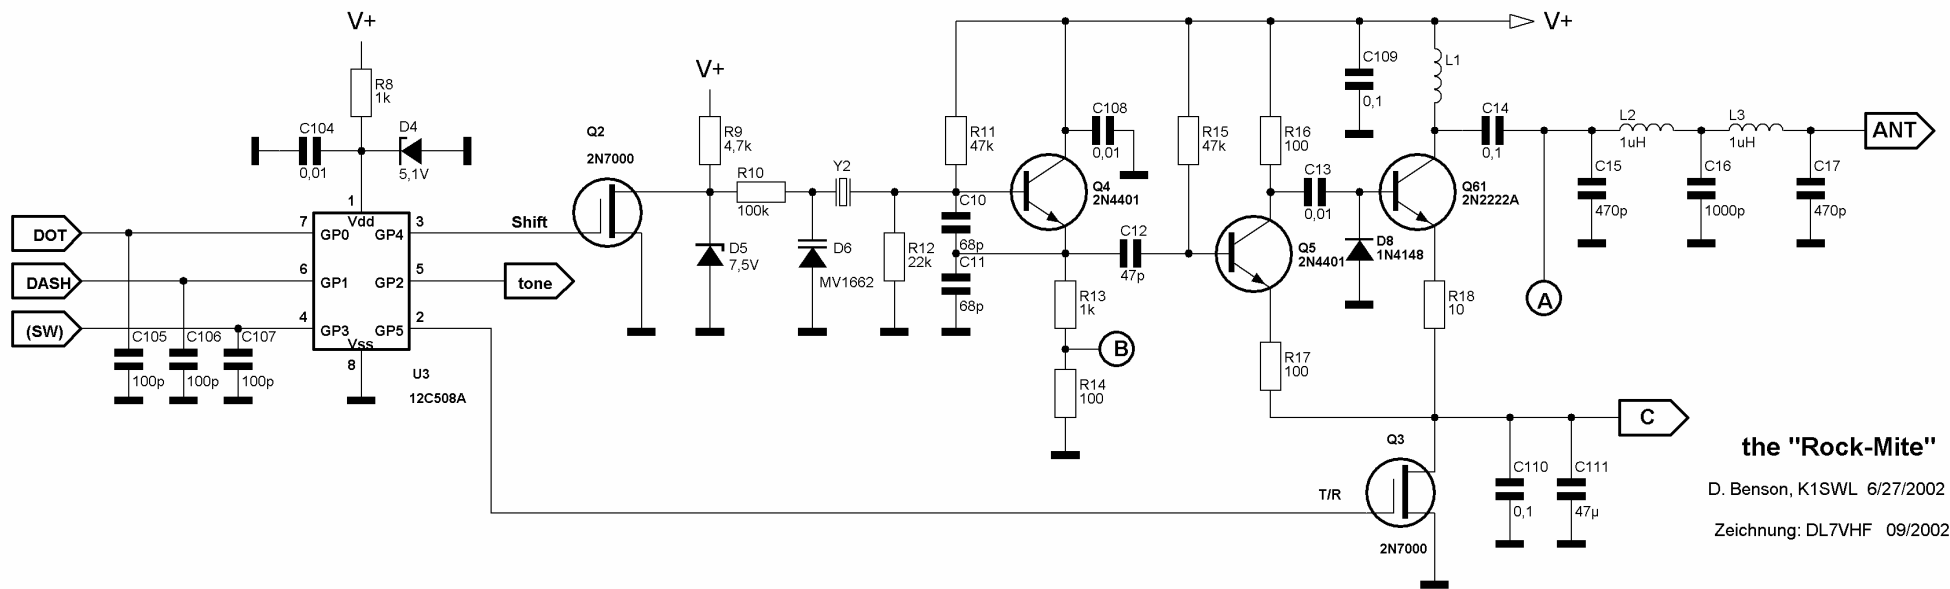 V+
R8
1k
C104
0,01
D4
5,1V
1
Vdd
DOT
7
GP0
GP4
3
Shift
DASH
6
GP1
GP2
5
tone
(SW)
4
GP3
GP5
2
Vss
8
C105
100p
C106
100p
C107
100p
U3
12C508A
Q2
2N7000
V+
R9
4,7k
R10
100k
Y2
D5
7,5V
D6
MV1662
R12
22k
R11
47k
C10
68p
C11
68p
Q4
2N4401
C108
0,01
C12
47p
R13
1k
B
R14
100
R15
47k
R16
100
Q5
2N4401
C13
0,01
R17
100
C109
0,1
V+
L1
D8
1N4148
Q61
2N2222A
R18
10
C14
0,1
A
L2
1uH
L3
1uH
C15
470p
C16
1000p
C17
470p
ANT
C
T/R
Q3
2N7000
C110
0,1
C111
47µ
the "Rock-Mite"
D. Benson, K1SWL 6/27/2002
Zeichnung: DL7VHF 09/2002